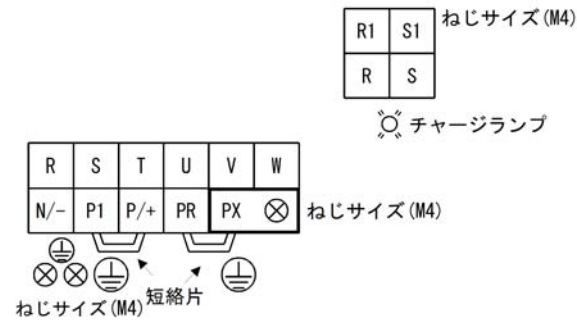 R1 S1 ねじサイズ(M4)
R S
チャージランプ
R S T U V W
N/- P1 P/+ PR PX ねじサイズ(M4)
短絡片
ねじサイズ(M4)